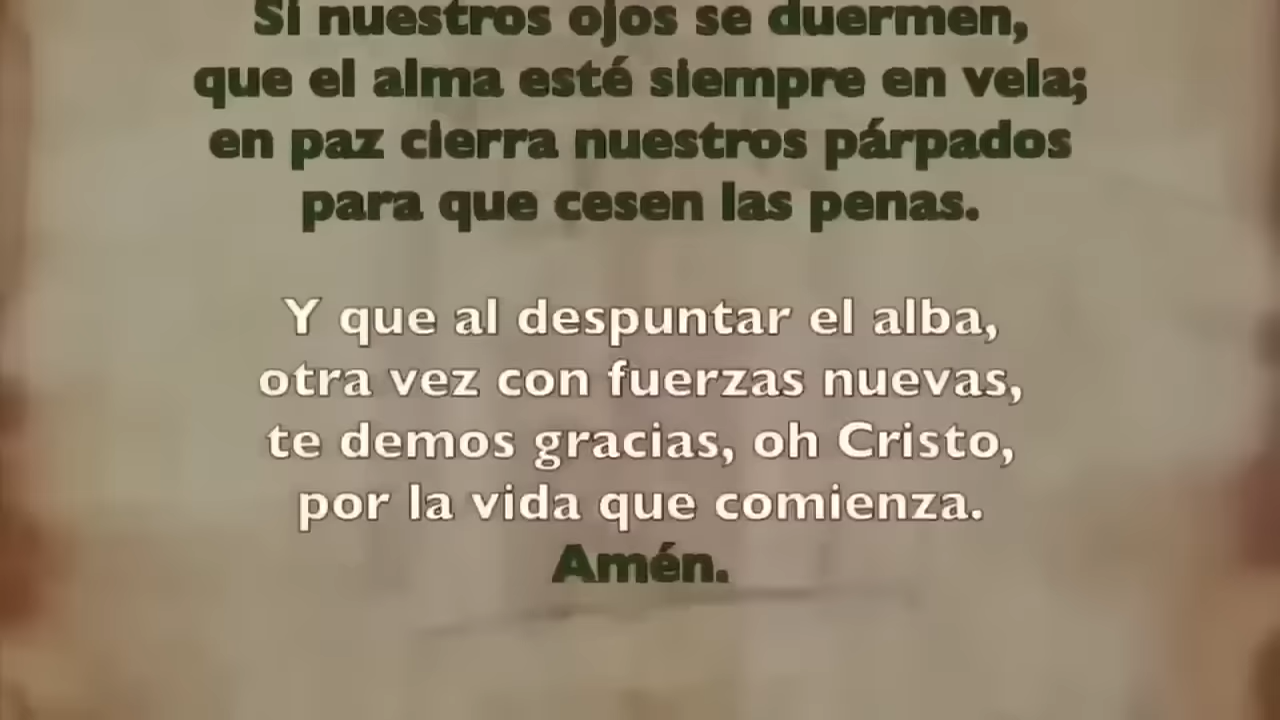 Si nuestros ojos se duermen,
que el alma esté siempre en vela;
en paz cierra nuestros párpados
para que cesen las penas.
Y que al despuntar el alba,
otra vez con fuerzas nuevas,
te demos gracias, oh Cristo,
por la vida que comienza.
Amén.